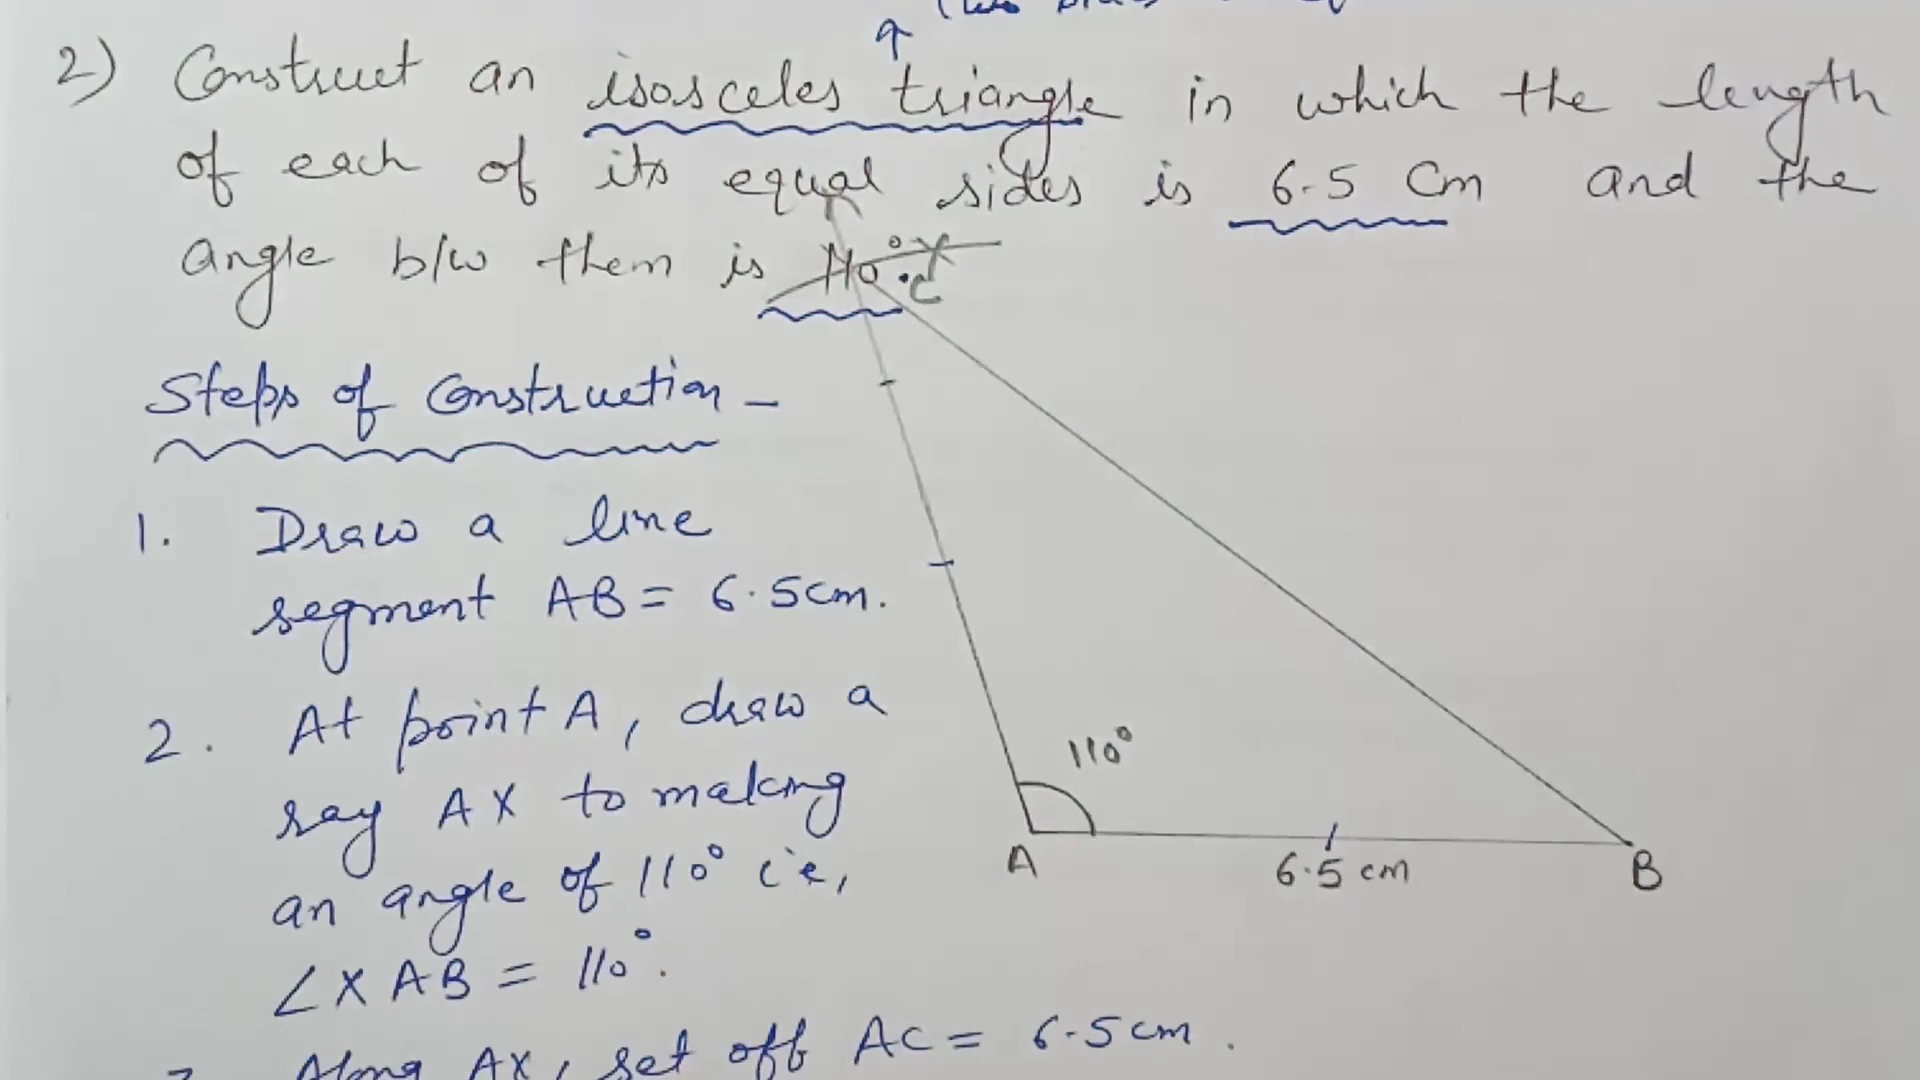 2) Construct an isosceles triangle in which the length
of each of its equal sides is 6.5 Cm and the
angle b/w them is 110° X
.C
Steps of Construction -
1. Draw a line
segment AB = 6.5cm.
2. At point A, draw a
ray AX to making
an angle of 110° i.e,
∠XAB = 110°.
Along AX, set off AC = 6.5cm.
110°
A
6.5 cm
B